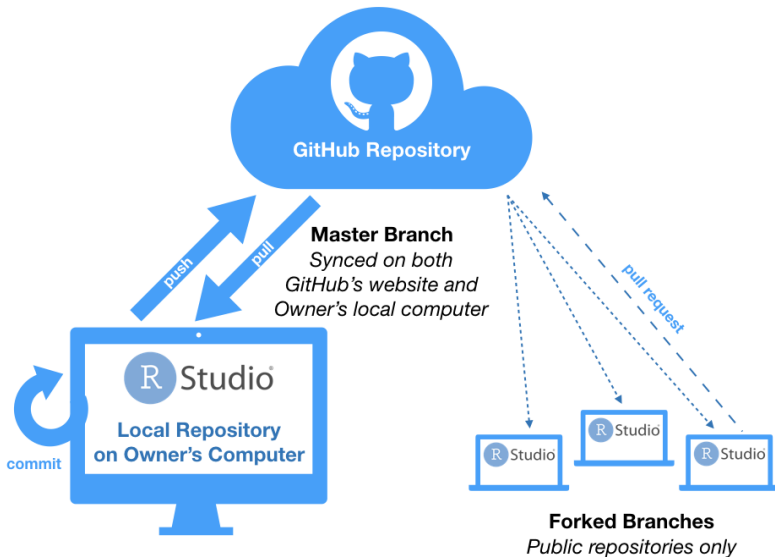 GitHub Repository
push
pull
Master Branch
Synced on both
GitHub's website and
Owner's local computer
pull request
R Studio®
Local Repository
on Owner's Computer
commit
R Studio
R Studio
R Studio
Forked Branches
Public repositories only